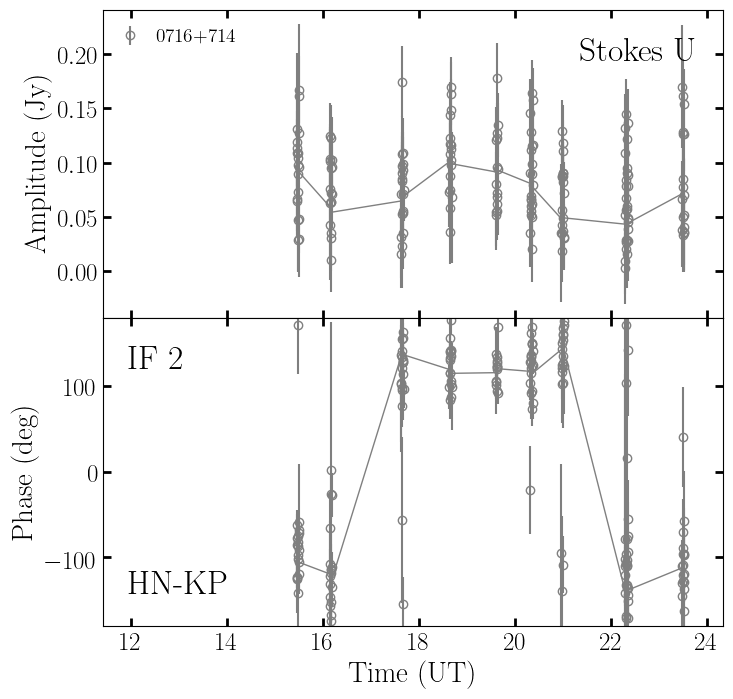 0716+714
Stokes U
0.20
0.15
0.10
0.05
0.00
Amplitude (Jy)
IF 2
100
0
−100
Phase (deg)
HN-KP
12 14 16 18 20 22 24
Time (UT)